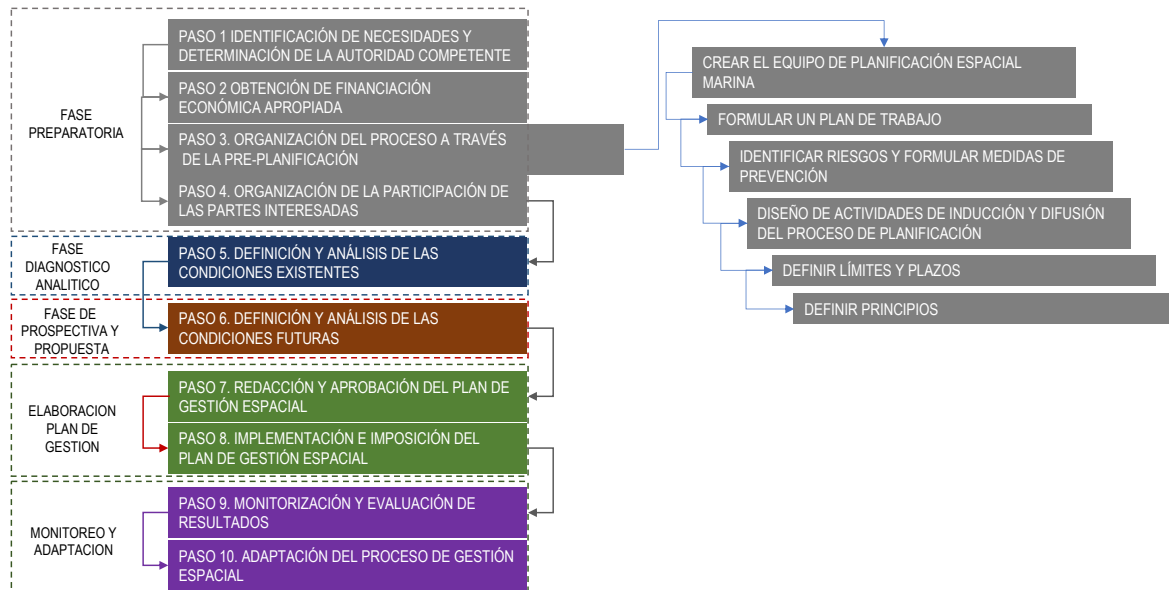 FASE
PREPARATORIA
PASO 1 IDENTIFICACIÓN DE NECESIDADES Y
DETERMINACIÓN DE LA AUTORIDAD COMPETENTE
PASO 2 OBTENCIÓN DE FINANCIACIÓN
ECONÓMICA APROPIADA
PASO 3. ORGANIZACIÓN DEL PROCESO A TRAVÉS
DE LA PRE-PLANIFICACIÓN
PASO 4. ORGANIZACIÓN DE LA PARTICIPACIÓN DE
LAS PARTES INTERESADAS
FASE
DIAGNOSTICO
ANALITICO
PASO 5. DEFINICIÓN Y ANÁLISIS DE LAS
CONDICIONES EXISTENTES
FASE DE
PROSPECTIVA Y
PROPUESTA
PASO 6. DEFINICIÓN Y ANÁLISIS DE LAS
CONDICIONES FUTURAS
ELABORACION
PLAN DE
GESTION
PASO 7. REDACCIÓN Y APROBACIÓN DEL PLAN DE
GESTIÓN ESPACIAL
PASO 8. IMPLEMENTACIÓN E IMPOSICIÓN DEL
PLAN DE GESTIÓN ESPACIAL
MONITOREO Y
ADAPTACION
PASO 9. MONITORIZACIÓN Y EVALUACIÓN DE
RESULTADOS
PASO 10. ADAPTACIÓN DEL PROCESO DE GESTIÓN
ESPACIAL
CREAR EL EQUIPO DE PLANIFICACIÓN ESPACIAL
MARINA
FORMULAR UN PLAN DE TRABAJO
IDENTIFICAR RIESGOS Y FORMULAR MEDIDAS DE
PREVENCIÓN
DISEÑO DE ACTIVIDADES DE INDUCCIÓN Y DIFUSIÓN
DEL PROCESO DE PLANIFICACIÓN
DEFINIR LÍMITES Y PLAZOS
DEFINIR PRINCIPIOS